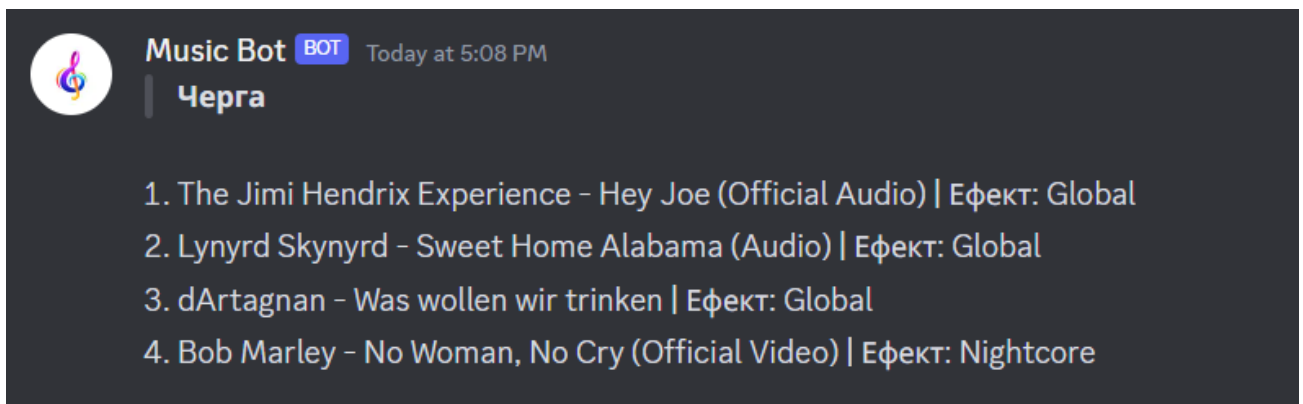 Music Bot BOT Today at 5:08 PM
Черга
1. The Jimi Hendrix Experience - Hey Joe (Official Audio) | Ефект: Global
2. Lynyrd Skynyrd - Sweet Home Alabama (Audio) | Ефект: Global
3. dArtagnan - Was wollen wir trinken | Ефект: Global
4. Bob Marley - No Woman, No Cry (Official Video) | Ефект: Nightcore